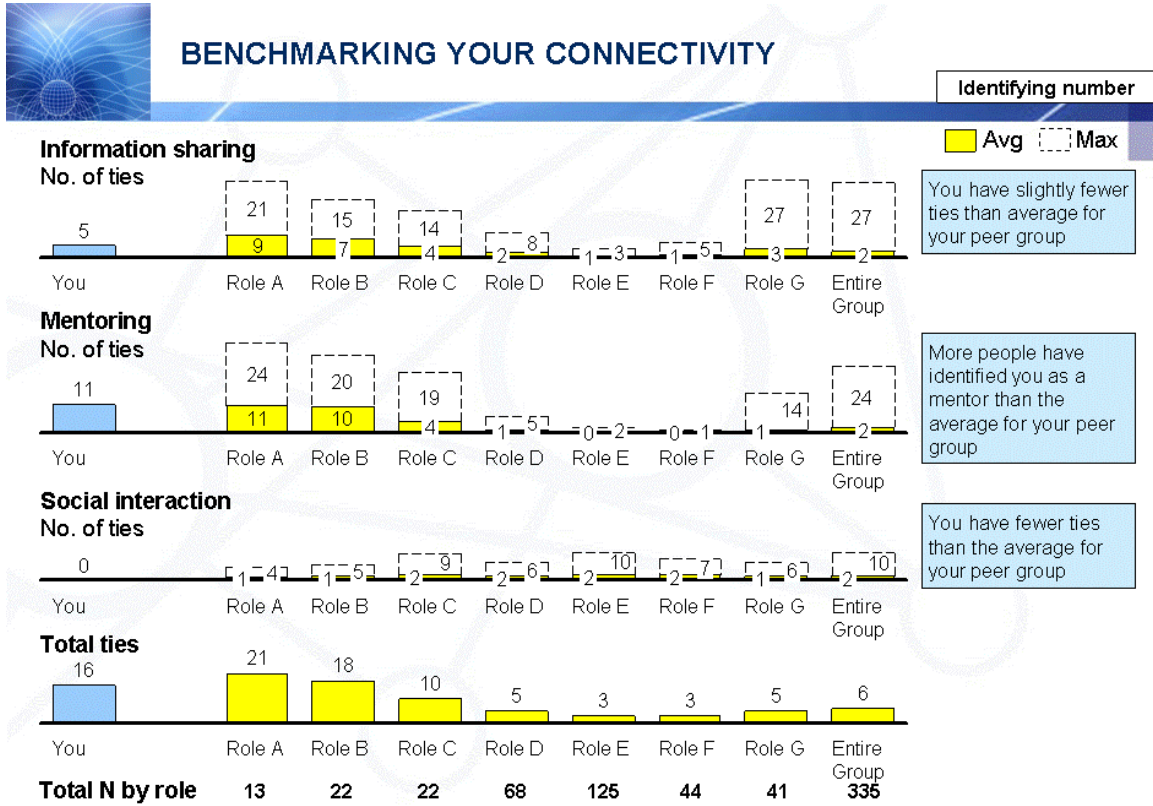 BENCHMARKING YOUR CONNECTIVITY
Identifying number
Avg Max
Information sharing
No. of ties
5 21 15 14 8 3 5 27 27
9 7 4 2 1 1 3 2
You Role A Role B Role C Role D Role E Role F Role G Entire
Group
You have slightly fewer
ties than average for
your peer group
Mentoring
No. of ties
11 24 20 19 5 2 1 14 24
11 10 4 1 0 0 1 2
You Role A Role B Role C Role D Role E Role F Role G Entire
Group
More people have
identified you as a
mentor than the
average for your peer
group
Social interaction
No. of ties
0 4 5 9 6 10 7 6 10
1 1 2 2 2 2 1 2
You Role A Role B Role C Role D Role E Role F Role G Entire
Group
You have fewer ties
than the average for
your peer group
Total ties
16 21 18 10 5 3 3 5 6
You Role A Role B Role C Role D Role E Role F Role G Entire
Group
Total N by role 13 22 22 68 125 44 41 335